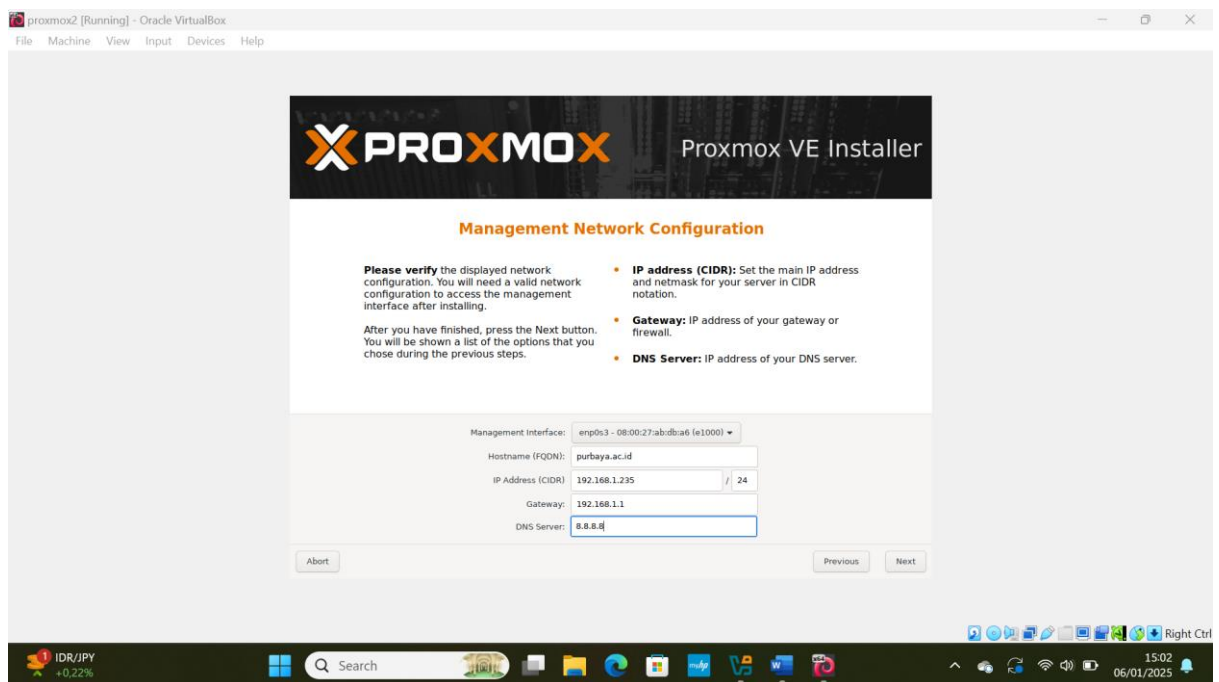 proxmox2 [Running] - Oracle VirtualBox
File Machine View Input Devices Help
PROXMOX
Proxmox VE Installer
Management Network Configuration
Please verify the displayed network
configuration. You will need a valid network
configuration to access the management
interface after installing.
After you have finished, press the Next button.
You will be shown a list of the options that you
chose during the previous steps.
• IP address (CIDR): Set the main IP address
and netmask for your server in CIDR
notation.
• Gateway: IP address of your gateway or
firewall.
• DNS Server: IP address of your DNS server.
Management Interface: enp0s3 - 08:00:27:ab:db:a6 (e1000)
Hostname (FQDN): purbaya.ac.id
IP Address (CIDR) 192.168.1.235 / 24
Gateway: 192.168.1.1
DNS Server: 8.8.8.8
Abort Previous Next
Right Ctrl
1 IDR/JPY
+0,22%
Search
myhp
15:02
06/01/2025